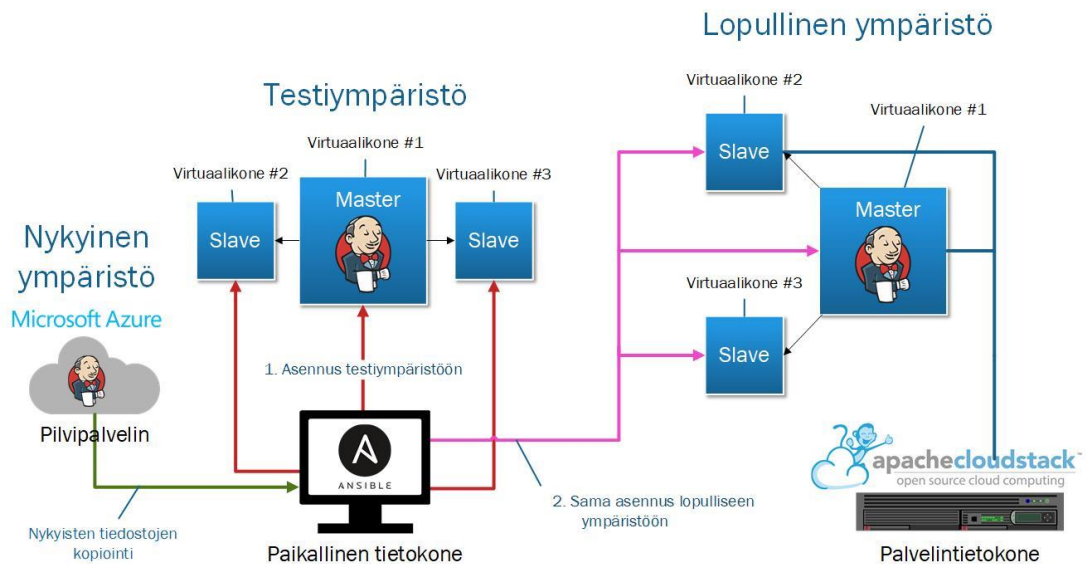 Lopullinen ympäristö
Virtuaalikone #2
Virtuaalikone #1
Slave
Master
Virtuaalikone #3
Slave
Testiympäristö
Virtuaalikone #1
Virtuaalikone #2
Virtuaalikone #3
Master
Slave
Slave
Nykyinen
ympäristö
Microsoft Azure
Pilvipalvelin
1. Asennus testiympäristöön
A
ANSIBLE
Nykyisten tiedostojen
kopiointi
Paikallinen tietokone
2. Sama asennus lopulliseen
ympäristöön
apachecloudstack™
open source cloud computing
Palvelintietokone